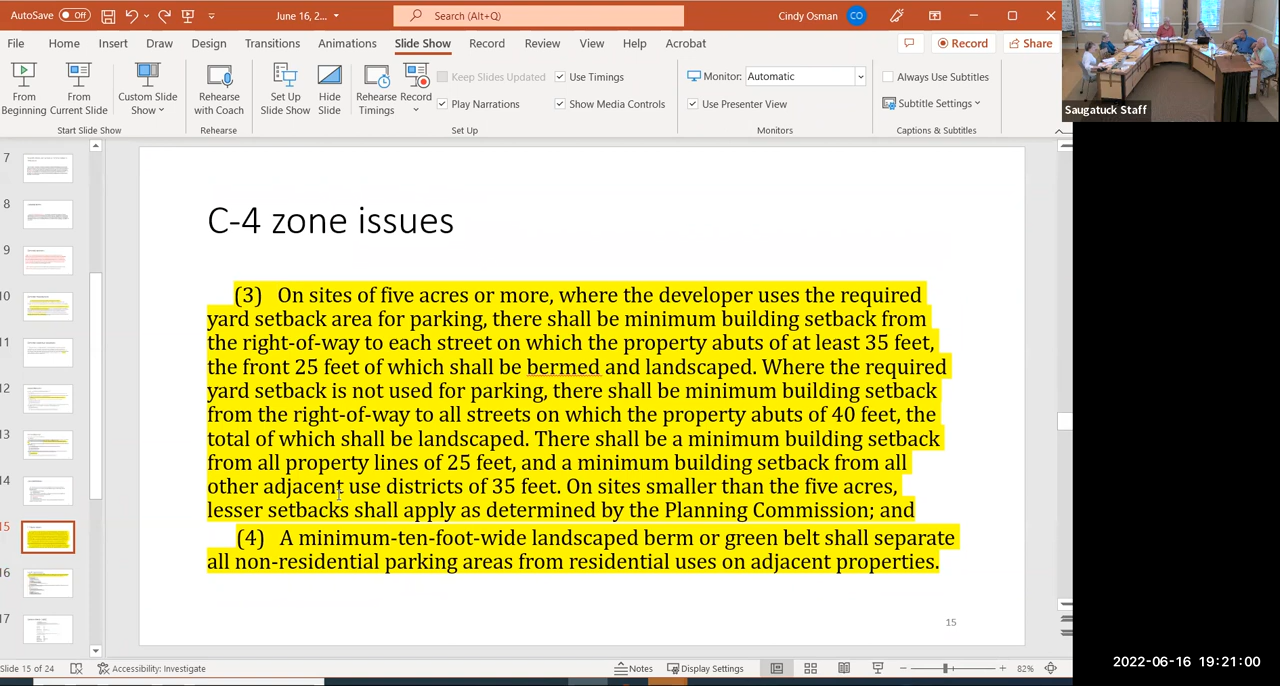 AutoSave Off June 16, 2... Search (Alt+Q) Cindy Osman CO
File Home Insert Draw Design Transitions Animations Slide Show Record Review View Help Acrobat Record Share
From Beginning
From Current Slide
Custom Slide Show
Rehearse with Coach
Set Up Slide Show
Hide Slide
Rehearse Timings
Record
Keep Slides Updated
Play Narrations
Use Timings
Show Media Controls
Monitor: Automatic
Use Presenter View
Always Use Subtitles
Subtitle Settings
Start Slide Show Rehearse Set Up Monitors Captions & Subtitles
Saugatuck Staff
7
8
9
10
11
12
13
14
15
16
17
C-4 zone issues
(3) On sites of five acres or more, where the developer uses the required
yard setback area for parking, there shall be minimum building setback from
the right-of-way to each street on which the property abuts of at least 35 feet,
the front 25 feet of which shall be bermed and landscaped. Where the required
yard setback is not used for parking, there shall be minimum building setback
from the right-of-way to all streets on which the property abuts of 40 feet, the
total of which shall be landscaped. There shall be a minimum building setback
from all property lines of 25 feet, and a minimum building setback from all
other adjacent use districts of 35 feet. On sites smaller than the five acres,
lesser setbacks shall apply as determined by the Planning Commission; and
(4) A minimum-ten-foot-wide landscaped berm or green belt shall separate
all non-residential parking areas from residential uses on adjacent properties.
15
Slide 15 of 24 Accessibility: Investigate Notes Display Settings 82%
2022-06-16 19:21:00